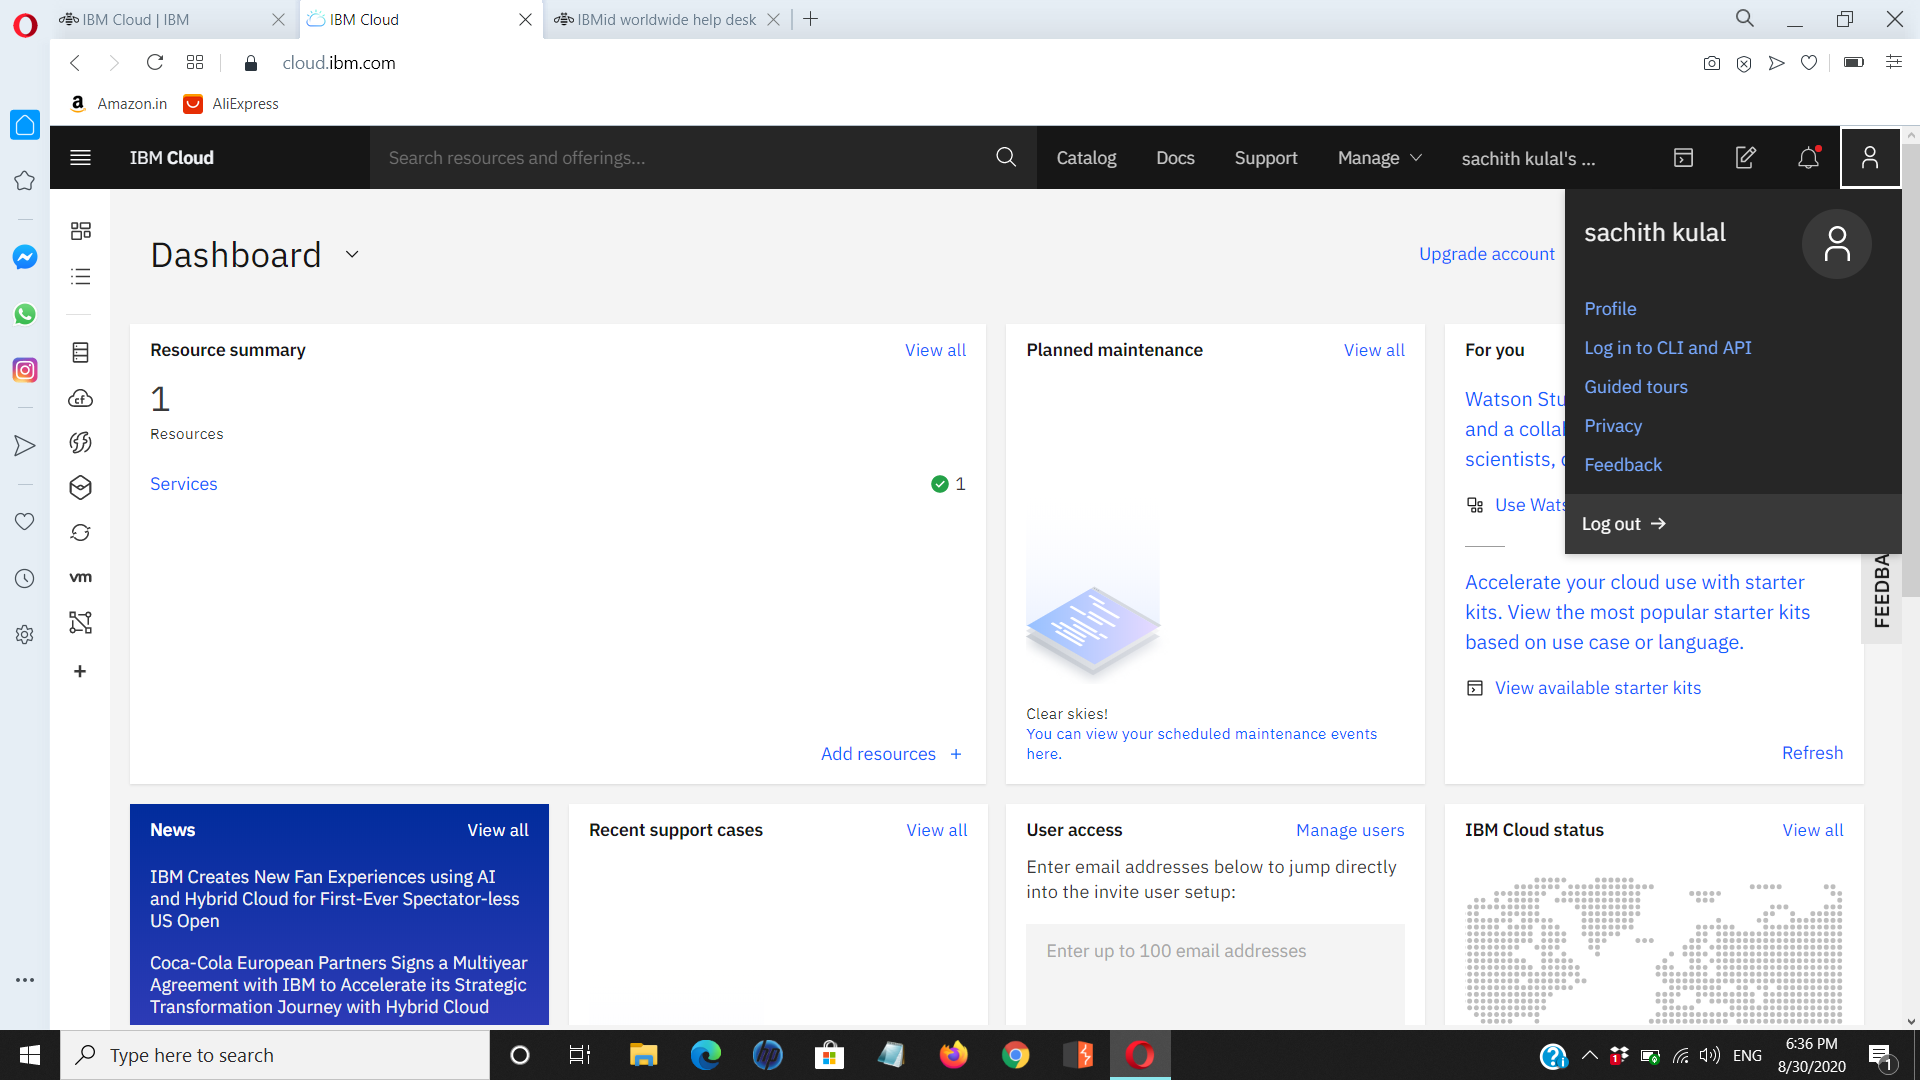 IBM Cloud | IBM
IBM Cloud
IBMid worldwide help desk
cloud.ibm.com
Amazon.in
AliExpress
IBM Cloud
Search resources and offerings...
Catalog
Docs
Support
Manage
sachith kulal's ...
Dashboard
Upgrade account
sachith kulal
Profile
Log in to CLI and API
Guided tours
Privacy
Feedback
Log out
Resource summary
View all
1
Resources
Services
1
Add resources +
Planned maintenance
View all
Clear skies!
You can view your scheduled maintenance events
here.
For you
Watson Stu
and a collal
scientists,
Use Wats
Accelerate your cloud use with starter
kits. View the most popular starter kits
based on use case or language.
View available starter kits
Refresh
FEEDBA
cf
vm
News
View all
IBM Creates New Fan Experiences using AI
and Hybrid Cloud for First-Ever Spectator-less
US Open
Coca-Cola European Partners Signs a Multiyear
Agreement with IBM to Accelerate its Strategic
Transformation Journey with Hybrid Cloud
Recent support cases
View all
User access
Manage users
Enter email addresses below to jump directly
into the invite user setup:
Enter up to 100 email addresses
IBM Cloud status
View all
Type here to search
hp
1
ENG
6:36 PM
8/30/2020
1